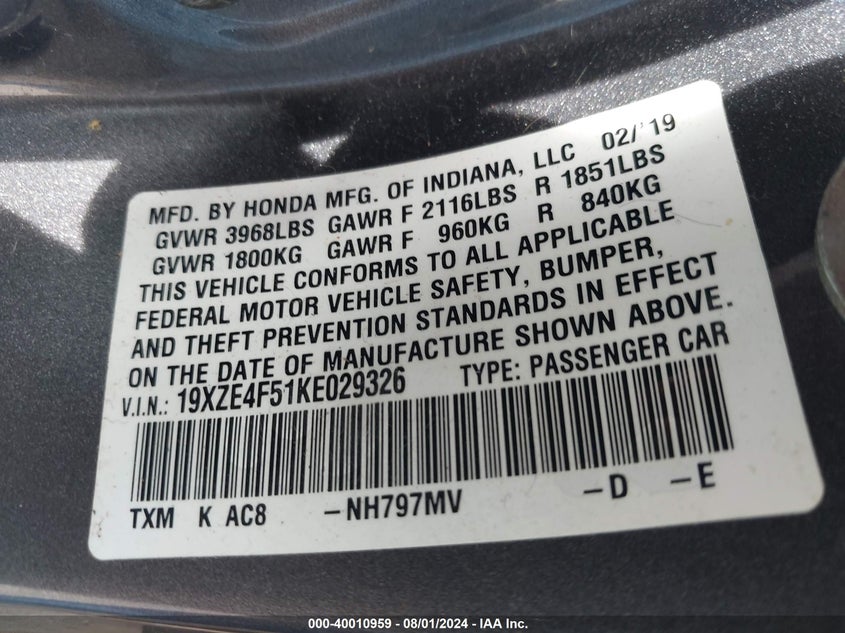 MFD. BY HONDA MFG. OF INDIANA, LLC 02/'19
GVWR 3968LBS GAWR F 2116LBS R 1851LBS
GVWR 1800KG GAWR F 960KG R 840KG
THIS VEHICLE CONFORMS TO ALL APPLICABLE
FEDERAL MOTOR VEHICLE SAFETY, BUMPER,
AND THEFT PREVENTION STANDARDS IN EFFECT
ON THE DATE OF MANUFACTURE SHOWN ABOVE.
V.I.N.: 19XZE4F51KE029326 TYPE: PASSENGER CAR
TXM K AC8 -NH797MV -D -E
000-40010959 - 08/01/2024 - IAA Inc.